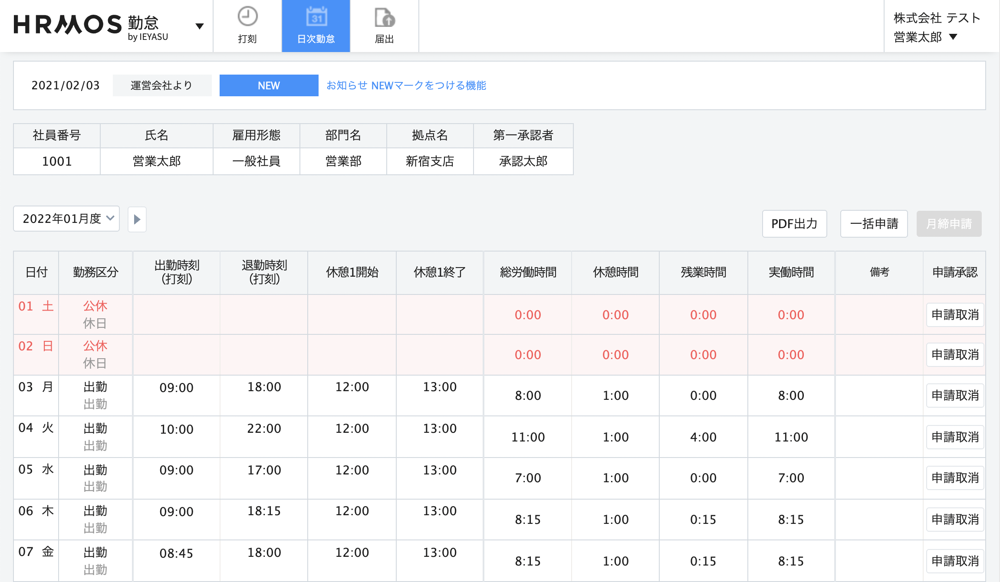 HRMOS 勤怠 ▼
by IEYASU
打刻
31
日次勤怠
届出
株式会社 テスト
営業太郎 ▼
2021/02/03 運営会社より NEW お知らせ NEWマークをつける機能
社員番号 氏名 雇用形態 部門名 拠点名 第一承認者
1001 営業太郎 一般社員 営業部 新宿支店 承認太郎
2022年01月度
PDF出力 一括申請 月締申請
日付 勤務区分 出勤時刻 (打刻) 退勤時刻 (打刻) 休憩1開始 休憩1終了 総労働時間 休憩時間 残業時間 実働時間 備考 申請承認
01 土 公休 0:00 0:00 0:00 0:00 申請取消
休日
02 日 公休 0:00 0:00 0:00 0:00 申請取消
休日
03 月 出勤 09:00 18:00 12:00 13:00 8:00 1:00 0:00 8:00 申請取消
出勤
04 火 出勤 10:00 22:00 12:00 13:00 11:00 1:00 4:00 11:00 申請取消
出勤
05 水 出勤 09:00 17:00 12:00 13:00 7:00 1:00 0:00 7:00 申請取消
出勤
06 木 出勤 09:00 18:15 12:00 13:00 8:15 1:00 0:15 8:15 申請取消
出勤
07 金 出勤 08:45 18:00 12:00 13:00 8:15 1:00 0:15 8:15 申請取消
出勤